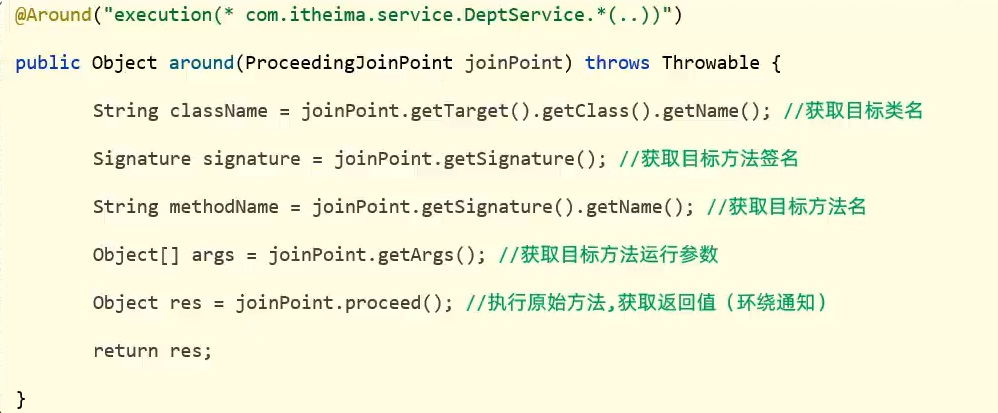 @Around("execution(* com.itheima.service.DeptService.*(..))")
public Object around(ProceedingJoinPoint joinPoint) throws Throwable {
String className = joinPoint.getTarget().getClass().getName(); //获取目标类名
Signature signature = joinPoint.getSignature(); //获取目标方法签名
String methodName = joinPoint.getSignature().getName(); //获取目标方法名
Object[] args = joinPoint.getArgs(); //获取目标方法运行参数
Object res = joinPoint.proceed(); //执行原始方法,获取返回值（环绕通知）
return res;
}